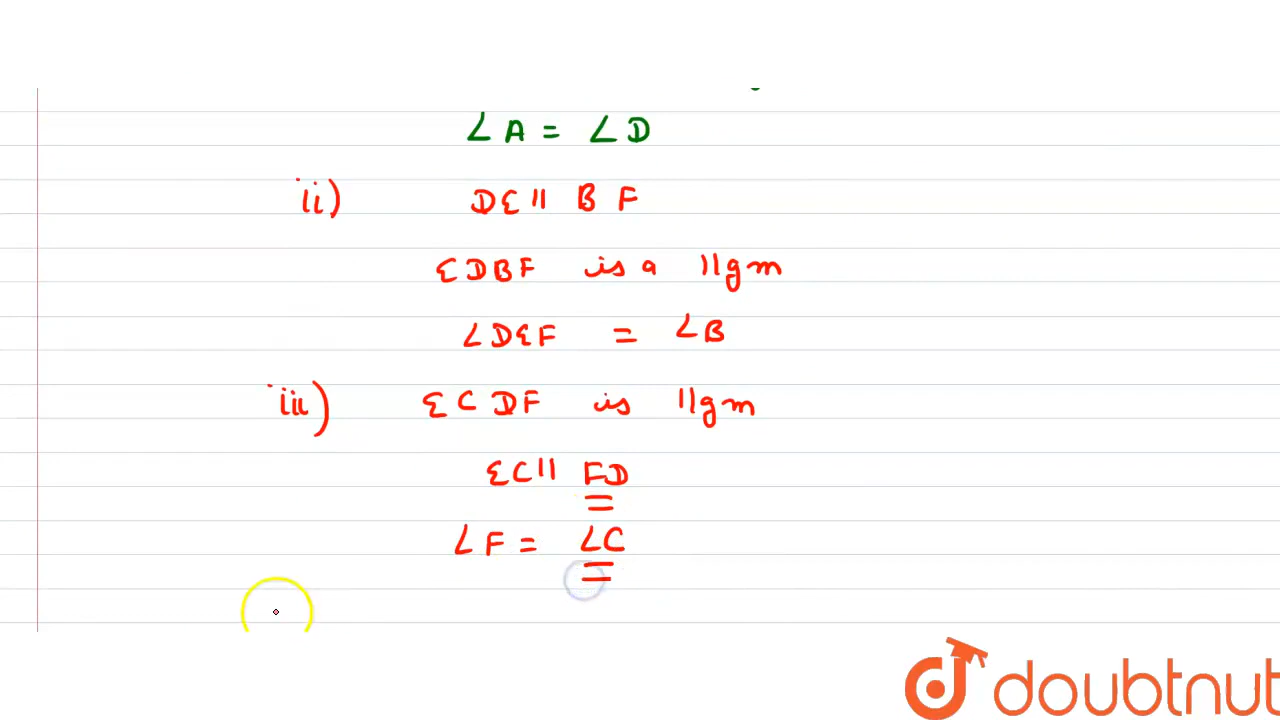 ∠A = ∠D
ii) DE || BF
EDBF is a ||gm
∠DEF = ∠B
iii) ECDF is ||gm
EC || FD
∠F = ∠C
doubtnut